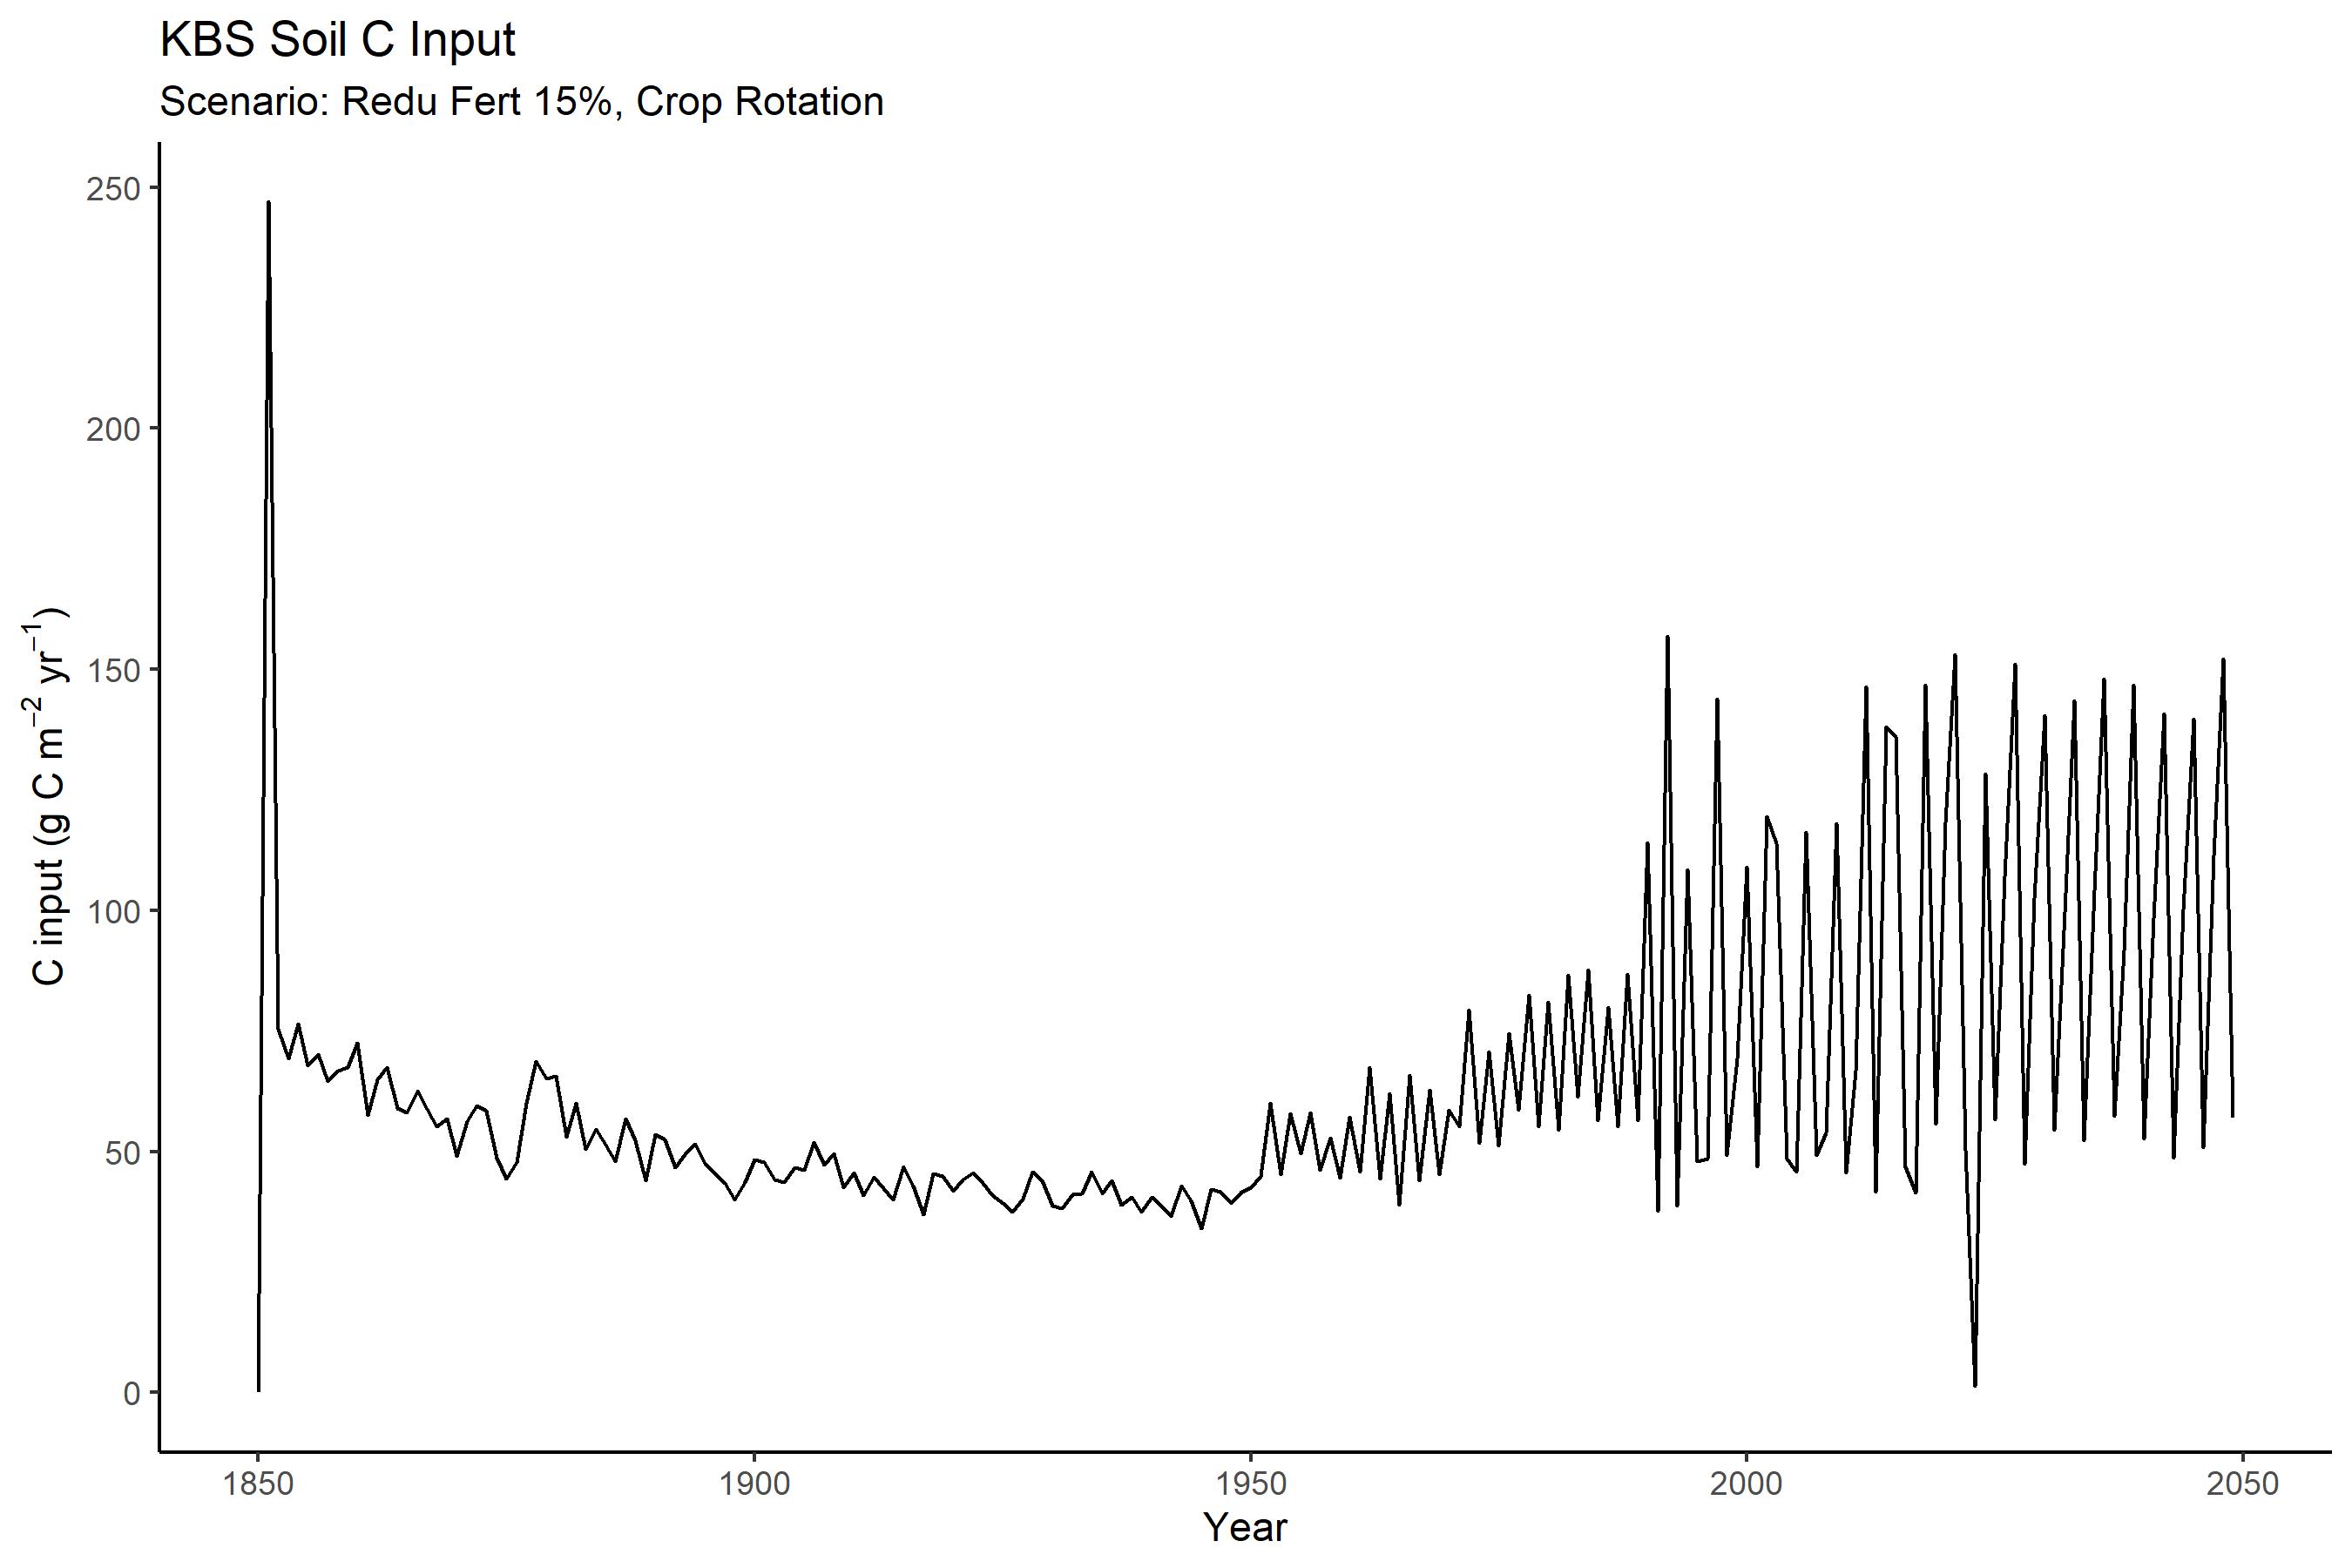 KBS Soil C Input
Scenario: Redu Fert 15%, Crop Rotation
250
200
150
100
50
0
C input (g C m⁻² yr⁻¹)
1850 1900 1950 2000 2050
Year